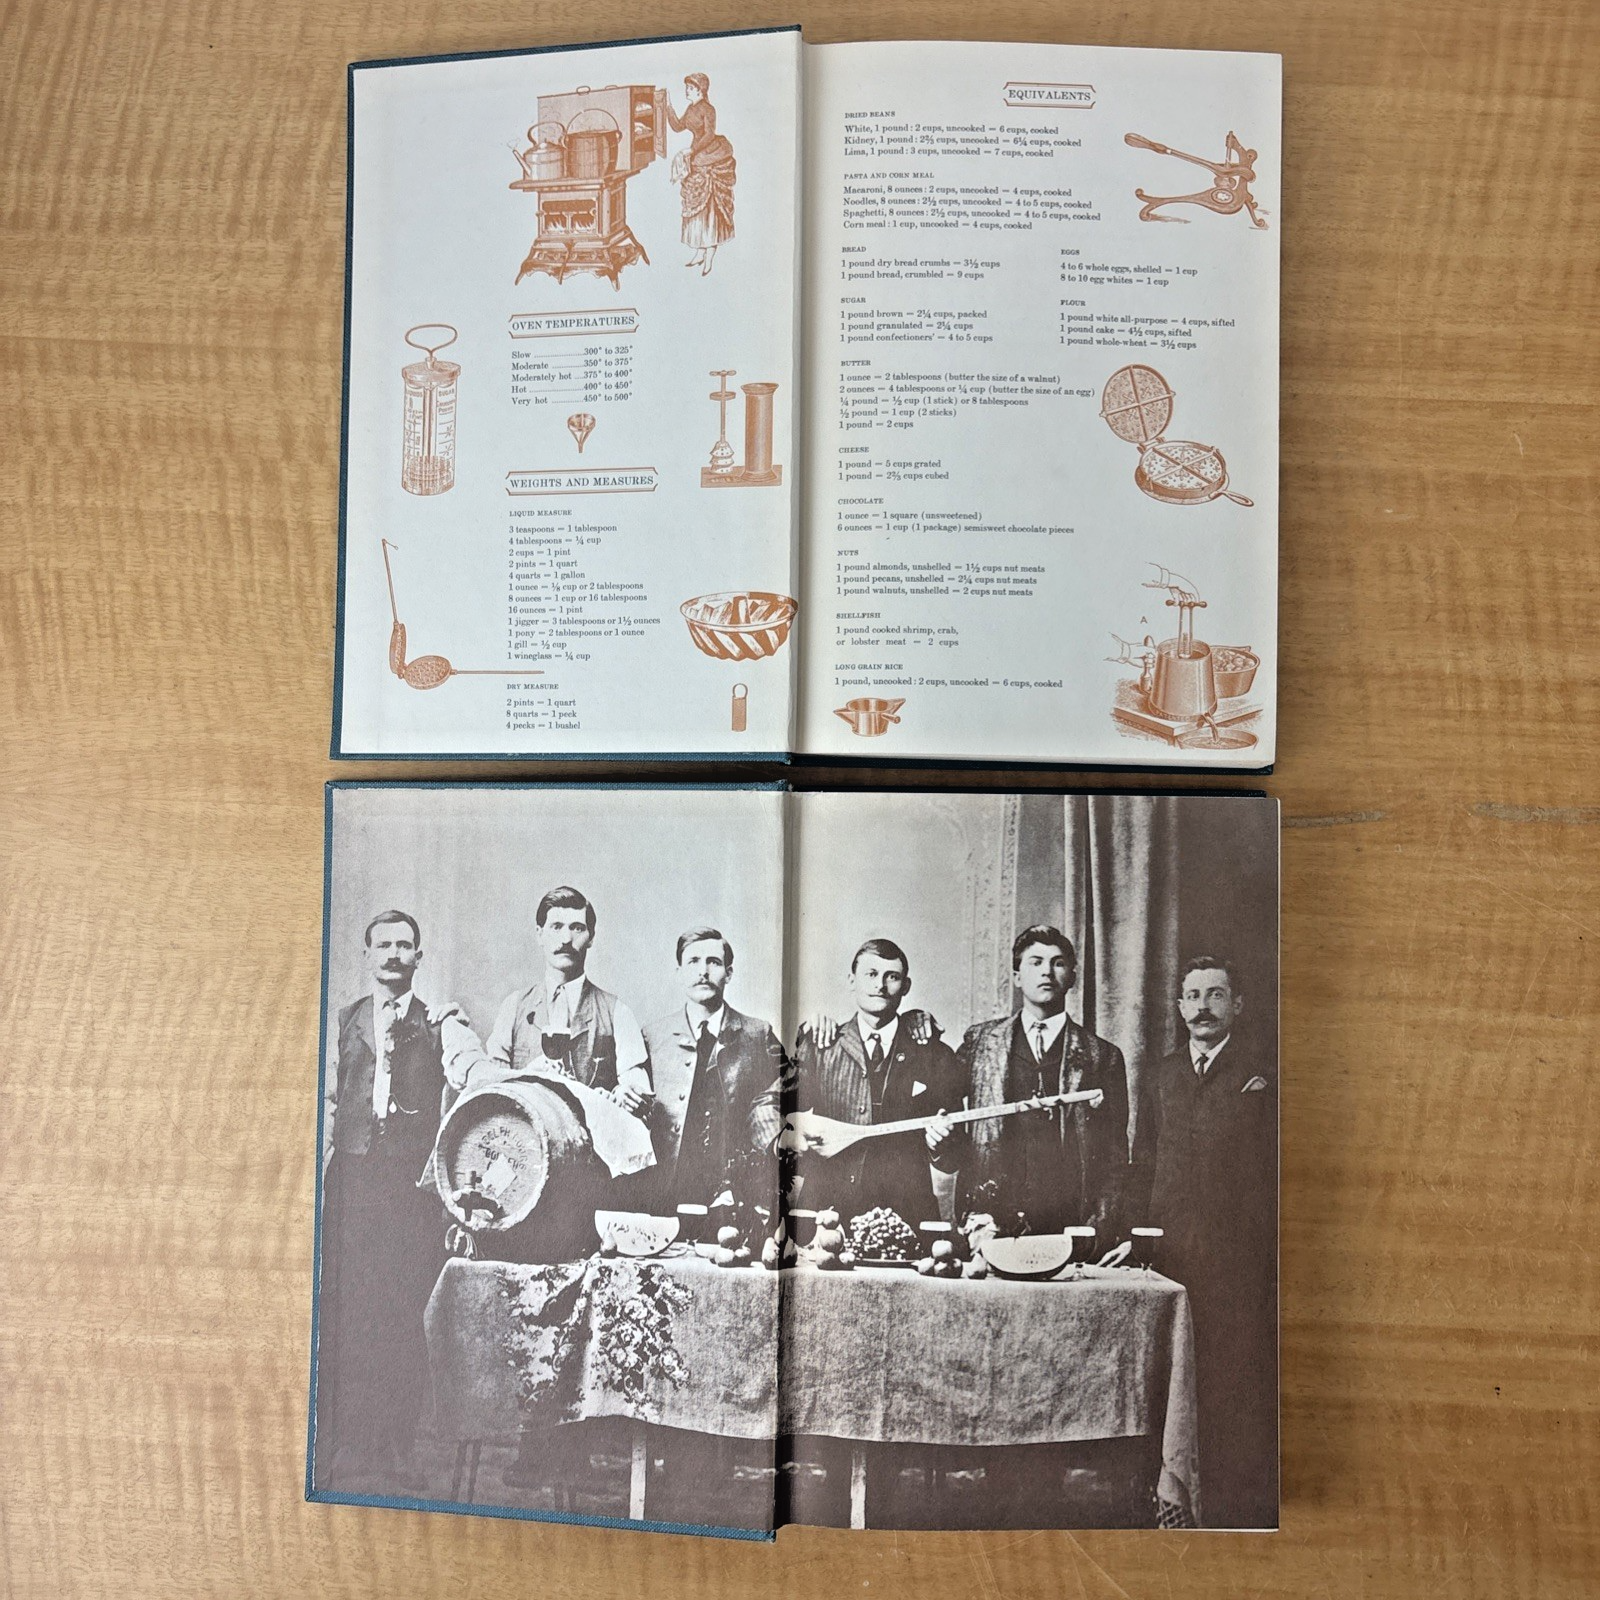 OVEN TEMPERATURES
Slow ..................300° to 325°
Moderate ............350° to 375°
Moderately hot ....375° to 400°
Hot ....................400° to 450°
Very hot .............450° to 500°
WEIGHTS AND MEASURES
LIQUID MEASURE
3 teaspoons = 1 tablespoon
4 tablespoons = ¼ cup
2 cups = 1 pint
2 pints = 1 quart
4 quarts = 1 gallon
1 ounce = ⅛ cup or 2 tablespoons
8 ounces = 1 cup or 16 tablespoons
16 ounces = 1 pint
1 jigger = 3 tablespoons or 1½ ounces
1 pony = 2 tablespoons or 1 ounce
1 gill = ½ cup
1 wineglass = ¼ cup
DRY MEASURE
2 pints = 1 quart
8 quarts = 1 peck
4 pecks = 1 bushel
EQUIVALENTS
DRIED BEANS
White, 1 pound: 2 cups, uncooked = 6 cups, cooked
Kidney, 1 pound: 2⅔ cups, uncooked = 6¼ cups, cooked
Lima, 1 pound: 3 cups, uncooked = 7 cups, cooked
PASTA AND CORN MEAL
Macaroni, 8 ounces: 2 cups, uncooked = 4 cups, cooked
Noodles, 8 ounces: 2½ cups, uncooked = 4 to 5 cups, cooked
Spaghetti, 8 ounces: 2½ cups, uncooked = 4 to 5 cups, cooked
Corn meal: 1 cup, uncooked = 4 cups, cooked
BREAD
1 pound dry bread crumbs = 3½ cups
1 pound bread, crumbled = 9 cups
EGGS
4 to 6 whole eggs, shelled = 1 cup
8 to 10 egg whites = 1 cup
SUGAR
1 pound brown = 2¼ cups, packed
1 pound granulated = 2¼ cups
1 pound confectioners' = 4 to 5 cups
FLOUR
1 pound white all-purpose = 4 cups, sifted
1 pound cake = 4½ cups, sifted
1 pound whole-wheat = 3½ cups
BUTTER
1 ounce = 2 tablespoons (butter the size of a walnut)
2 ounces = 4 tablespoons or ¼ cup (butter the size of an egg)
¼ pound = ½ cup (1 stick) or 8 tablespoons
½ pound = 1 cup (2 sticks)
1 pound = 2 cups
CHEESE
1 pound = 5 cups grated
1 pound = 2⅔ cups cubed
CHOCOLATE
1 ounce = 1 square (unsweetened)
6 ounces = 1 cup (1 package) semisweet chocolate pieces
NUTS
1 pound almonds, unshelled = 1½ cups nut meats
1 pound pecans, unshelled = 2¼ cups nut meats
1 pound walnuts, unshelled = 2 cups nut meats
SHELLFISH
1 pound cooked shrimp, crab,
or lobster meat = 2 cups
LONG GRAIN RICE
1 pound, uncooked: 2 cups, uncooked = 6 cups, cooked
A